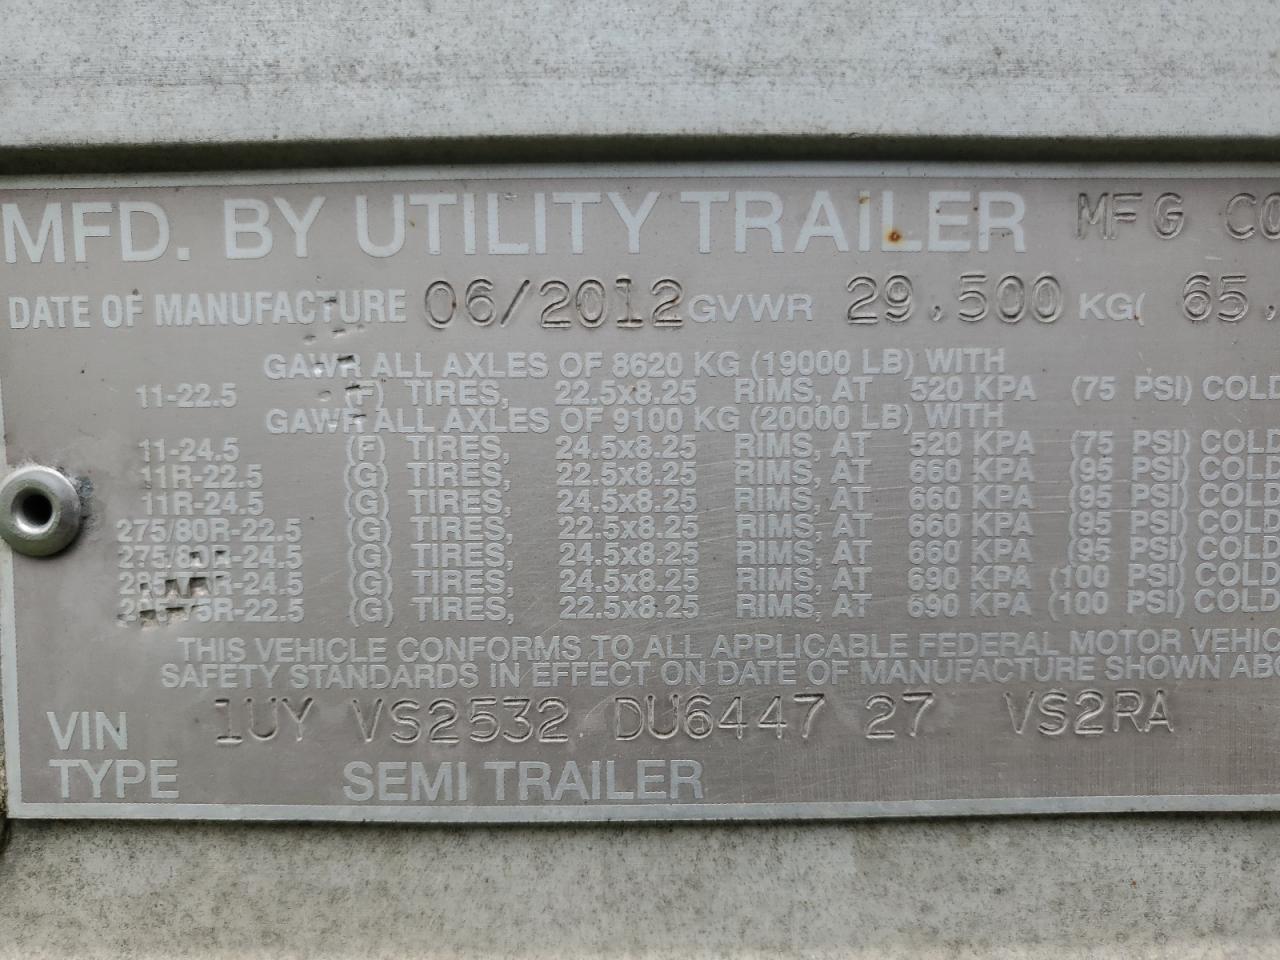 MFD. BY UTILITY TRAILER MFG CO
DATE OF MANUFACTURE 06/2012 GVWR 29,500 KG( 65,
GAWR ALL AXLES OF 8620 KG (19000 LB) WITH
11-22.5 (F) TIRES, 22.5x8.25 RIMS, AT 520 KPA (75 PSI) COLD
GAWR ALL AXLES OF 9100 KG (20000 LB) WITH
11-24.5 (F) TIRES, 24.5x8.25 RIMS, AT 520 KPA (75 PSI) COLD
11R-22.5 (G) TIRES, 22.5x8.25 RIMS, AT 660 KPA (95 PSI) COLD
11R-24.5 (G) TIRES, 24.5x8.25 RIMS, AT 660 KPA (95 PSI) COLD
275/80R-22.5 (G) TIRES, 22.5x8.25 RIMS, AT 660 KPA (95 PSI) COLD
275/80R-24.5 (G) TIRES, 24.5x8.25 RIMS, AT 660 KPA (95 PSI) COLD
(G) TIRES, 24.5x8.25 RIMS, AT 690 KPA (100 PSI) COLD
(G) TIRES, 22.5x8.25 RIMS, AT 690 KPA (100 PSI) COLD
THIS VEHICLE CONFORMS TO ALL APPLICABLE FEDERAL MOTOR VEHIC
SAFETY STANDARDS IN EFFECT ON DATE OF MANUFACTURE SHOWN ABO
VIN 1UY VS2532 DU6447 27 VS2RA
TYPE SEMI TRAILER